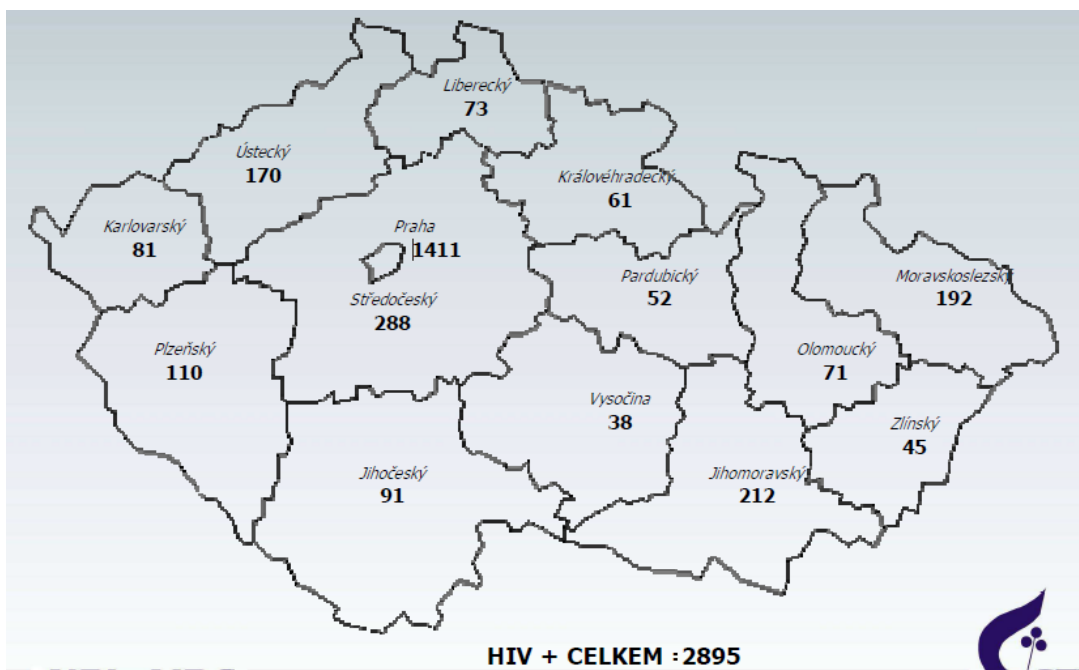 Liberecký
73
Ústecký
170
Královéhradecký
61
Karlovarský
81
Praha
1411
Moravskoslezský
192
Pardubický
52
Středočeský
288
Plzeňský
110
Olomoucký
71
Vysočina
38
Zlínský
45
Jihočeský
91
Jihomoravský
212
HIV + CELKEM :2895